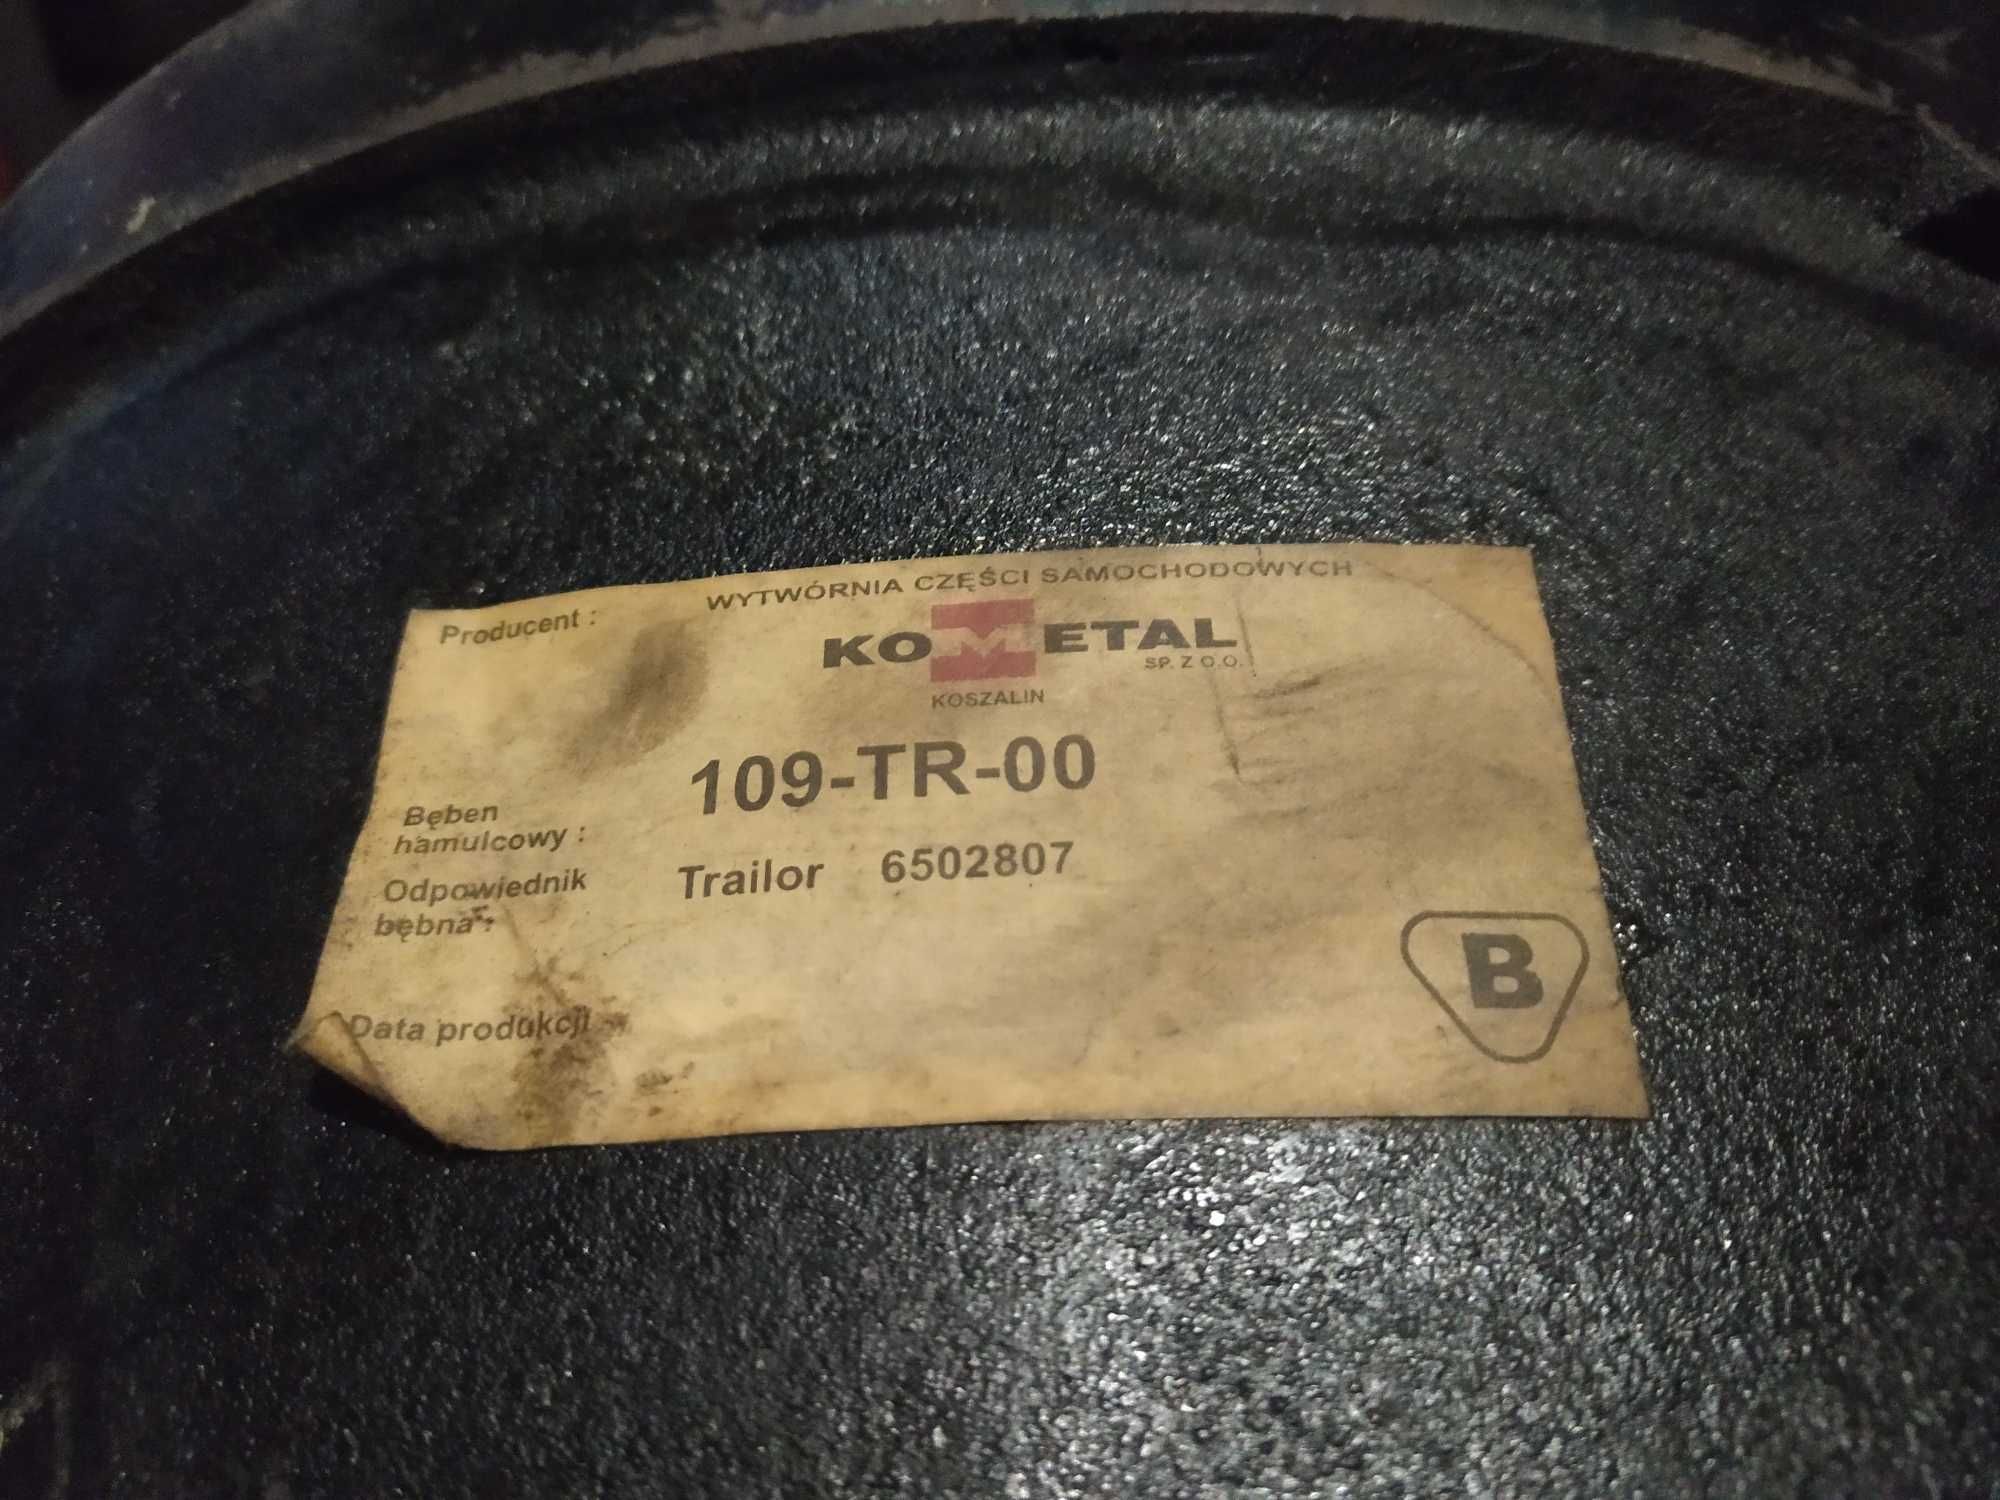 Producent :
WYTWÓRNIA CZĘŚCI SAMOCHODOWYCH
KOMETAL
SP. Z O.O.
KOSZALIN
109-TR-00
Bęben
hamulcowy :
Odpowiednik
bębna :
Trailor 6502807
Data produkcji
B